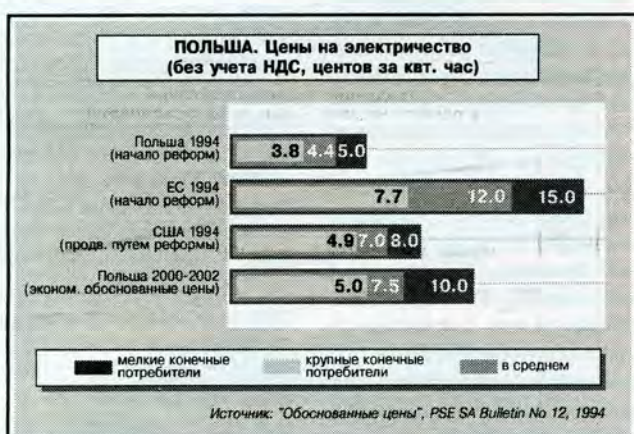 ПОЛЬША. Цены на электричество
(без учета НДС, центов за квт. час)
Польша 1994
(начало реформ)
3.8 4.4 5.0
ЕС 1994
(начало реформ)
7.7 12.0 15.0
США 1994
(продв. путем реформы)
4.9 7.0 8.0
Польша 2000-2002
(эконом. обоснованные цены)
5.0 7.5 10.0
мелкие конечные
потребители
крупные конечные
потребители
в среднем
Источник: "Обоснованные цены", PSE SA Bulletin No 12, 1994